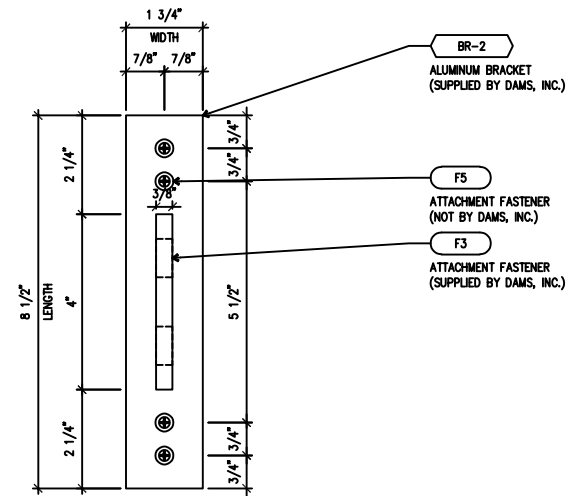 1 3/4"
WIDTH
7/8" 7/8"
BR-2
ALUMINUM BRACKET
(SUPPLIED BY DAMS, INC.)
3/4"
3/4"
2 1/4"
3/8"
F5
ATTACHMENT FASTENER
(NOT BY DAMS, INC.)
F3
ATTACHMENT FASTENER
(SUPPLIED BY DAMS, INC.)
8 1/2"
LENGTH
4"
5 1/2"
2 1/4"
3/4"
3/4"